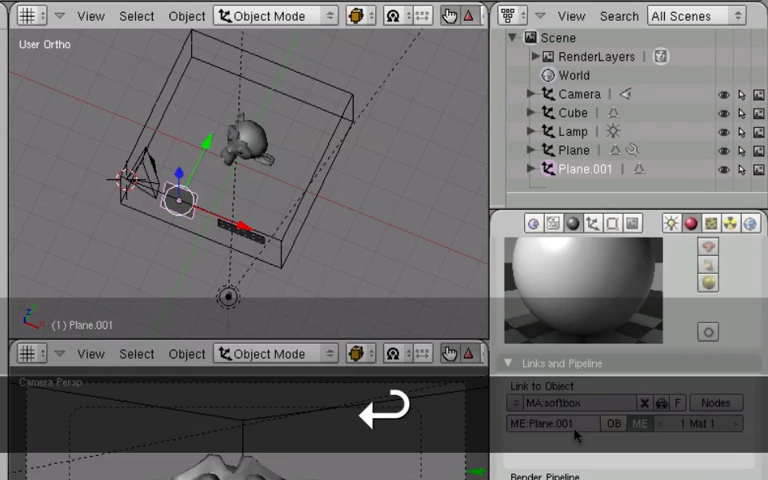 View Select Object Object Mode
User Ortho
(1) Plane.001
View Select Object Object Mode
Camera Persp
View Search All Scenes
Scene
RenderLayers
World
Camera
Cube
Lamp
Plane
Plane.001
Links and Pipeline
Link to Object
MA:softbox F Nodes
ME:Plane.001 OB ME 1 Mat 1
Render Pipeline